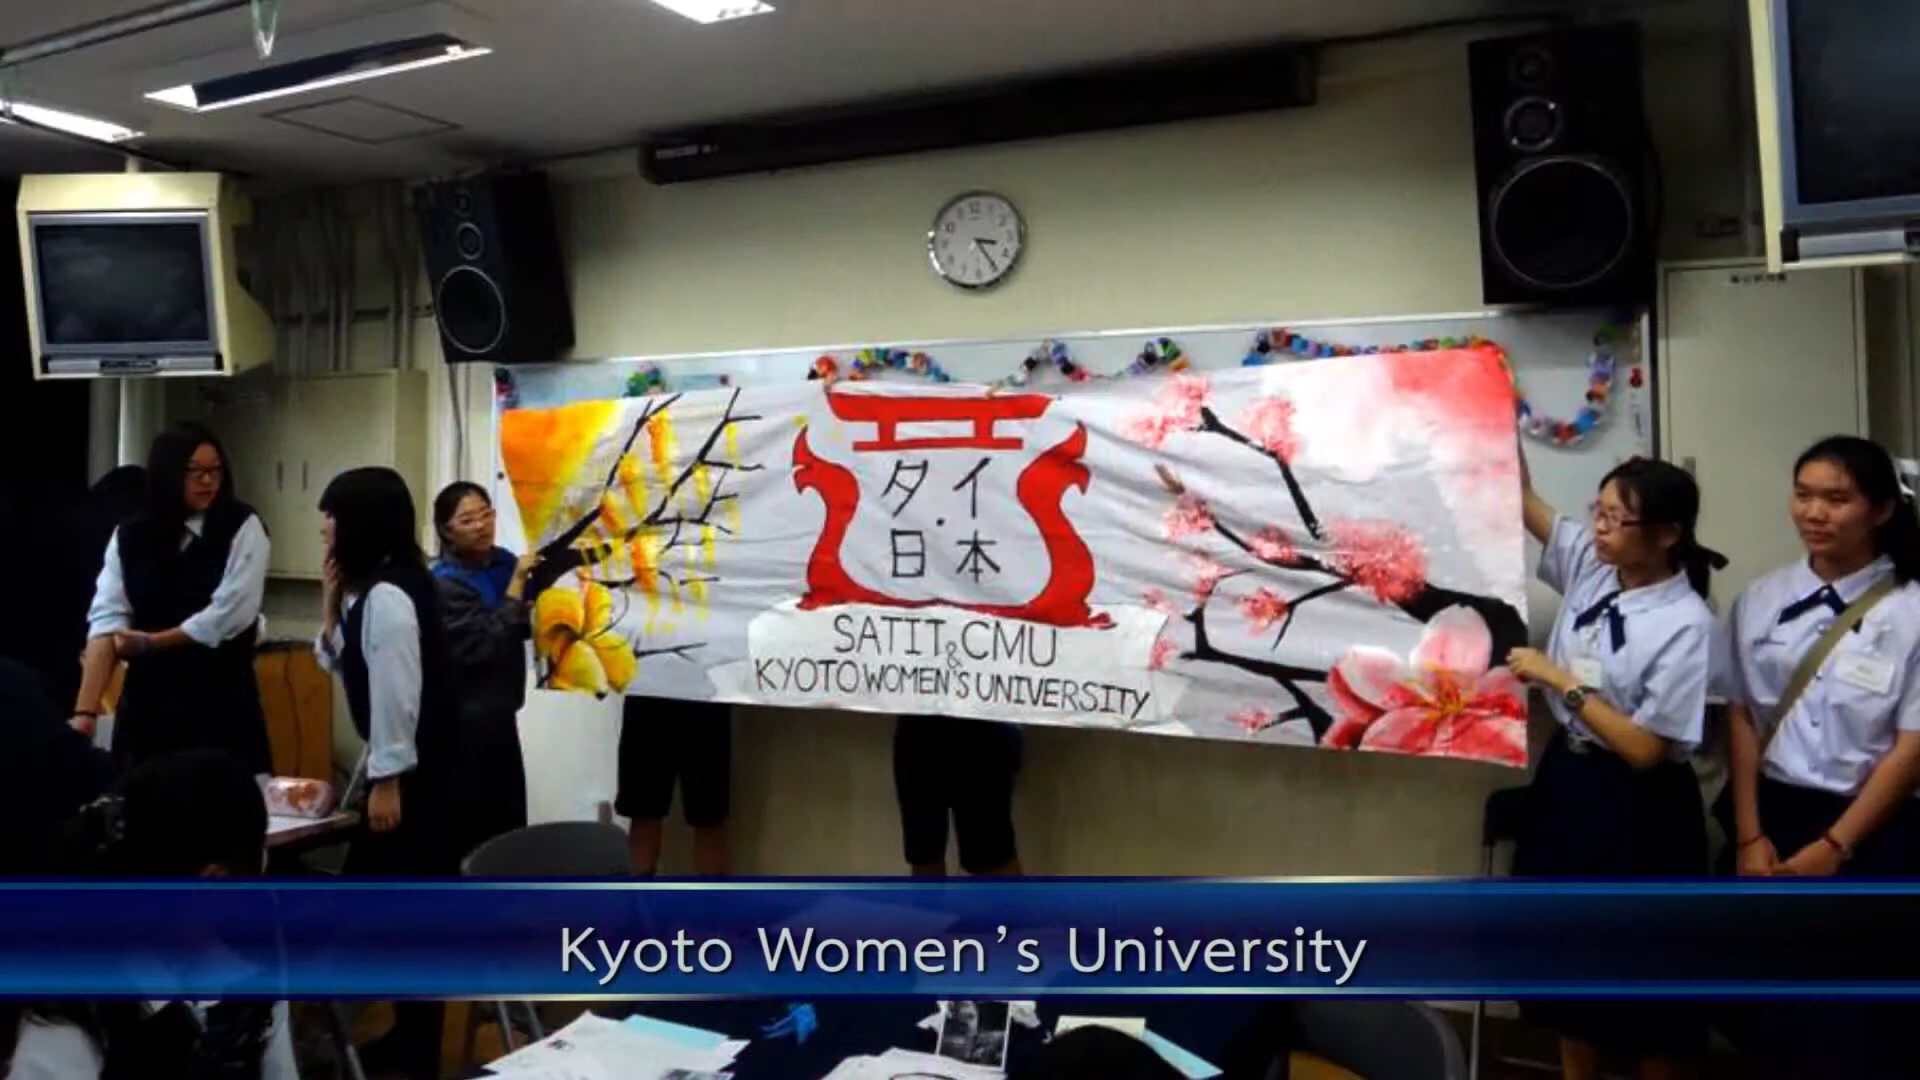 タイ
・
日本
SATIT CMU
&
KYOTO WOMEN'S UNIVERSITY
Kyoto Women's University